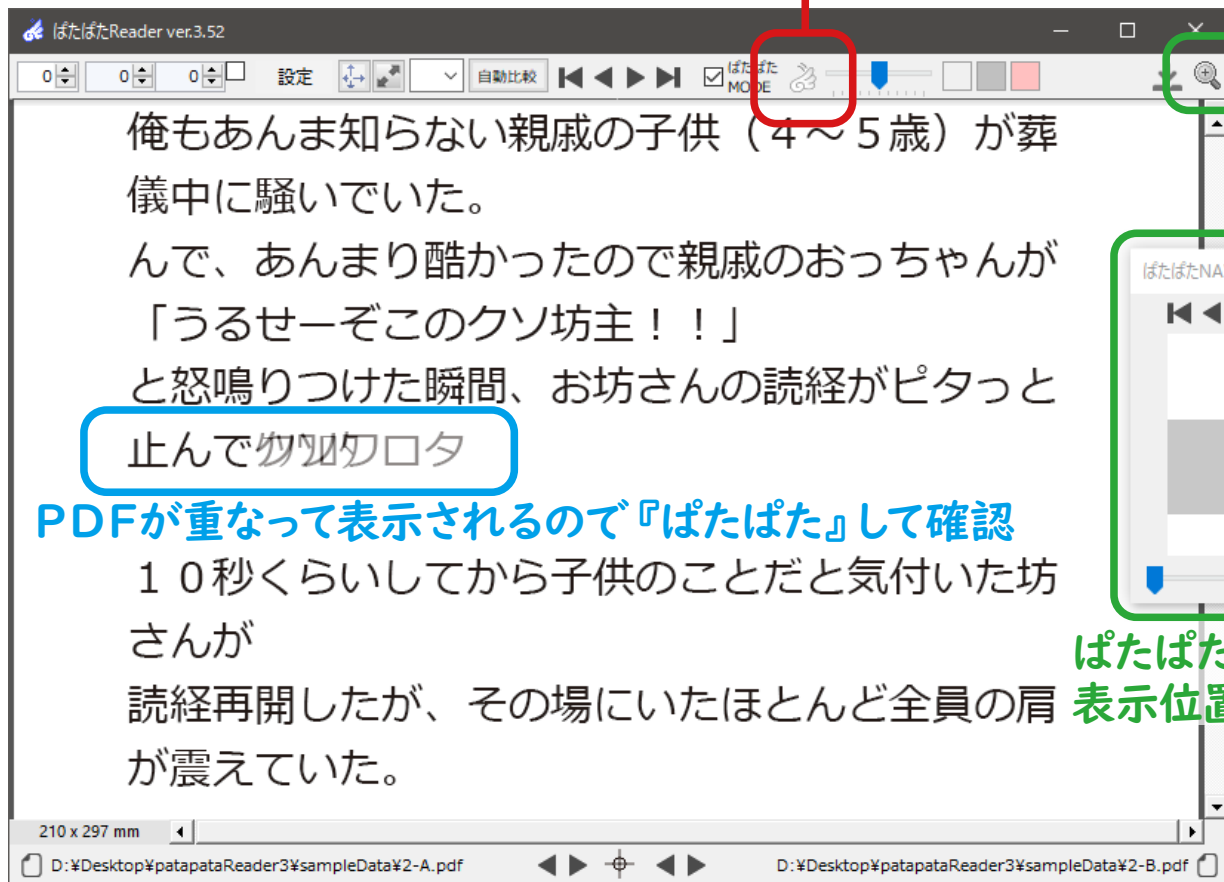 ぱたぱたReader ver.3.52
0 0 0 設定 自動比較 ぱたぱた MODE
俺もあんま知らない親戚の子供（４～５歳）が葬
儀中に騒いでいた。
んで、あんまり酷かったので親戚のおっちゃんが
「うるせーぞこのクソ坊主！！」
と怒鳴りつけた瞬間、お坊さんの読経がピタっと
止んで
PDFが重なって表示されるので『ぱたぱた』して確認
１０秒くらいしてから子供のことだと気付いた坊
さんが
読経再開したが、その場にいたほとんど全員の肩
が震えていた。
ぱたぱたNA
ぱたぱた
表示位置
210 x 297 mm
D:¥Desktop¥patapataReader3¥sampleData¥2-A.pdf
D:¥Desktop¥patapataReader3¥sampleData¥2-B.pdf